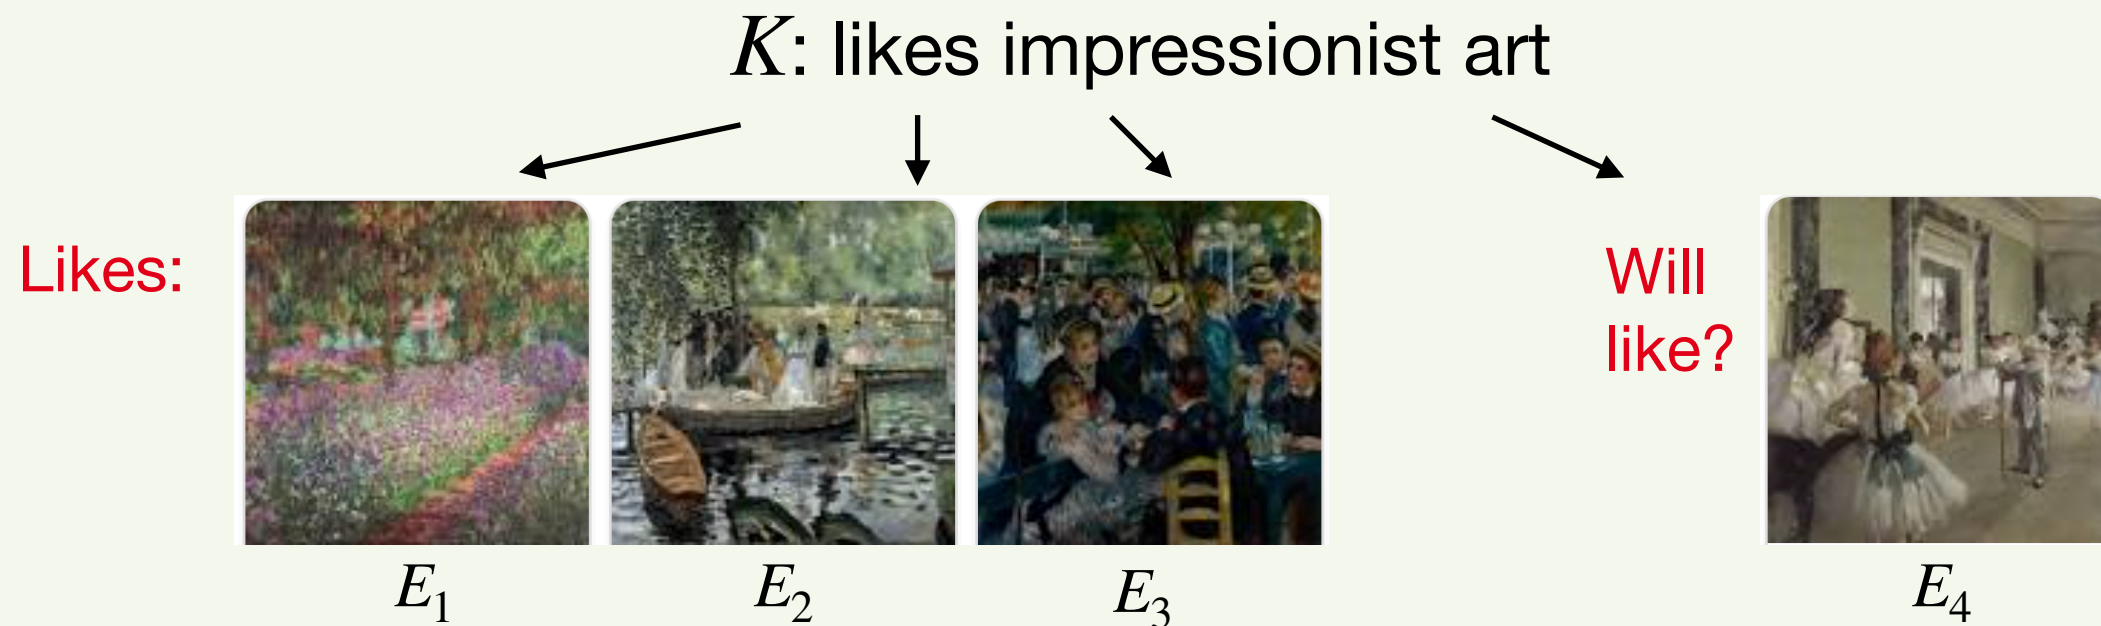 K: likes impressionist art
Likes:
Will
like?
E₁ E₂ E₃ E₄